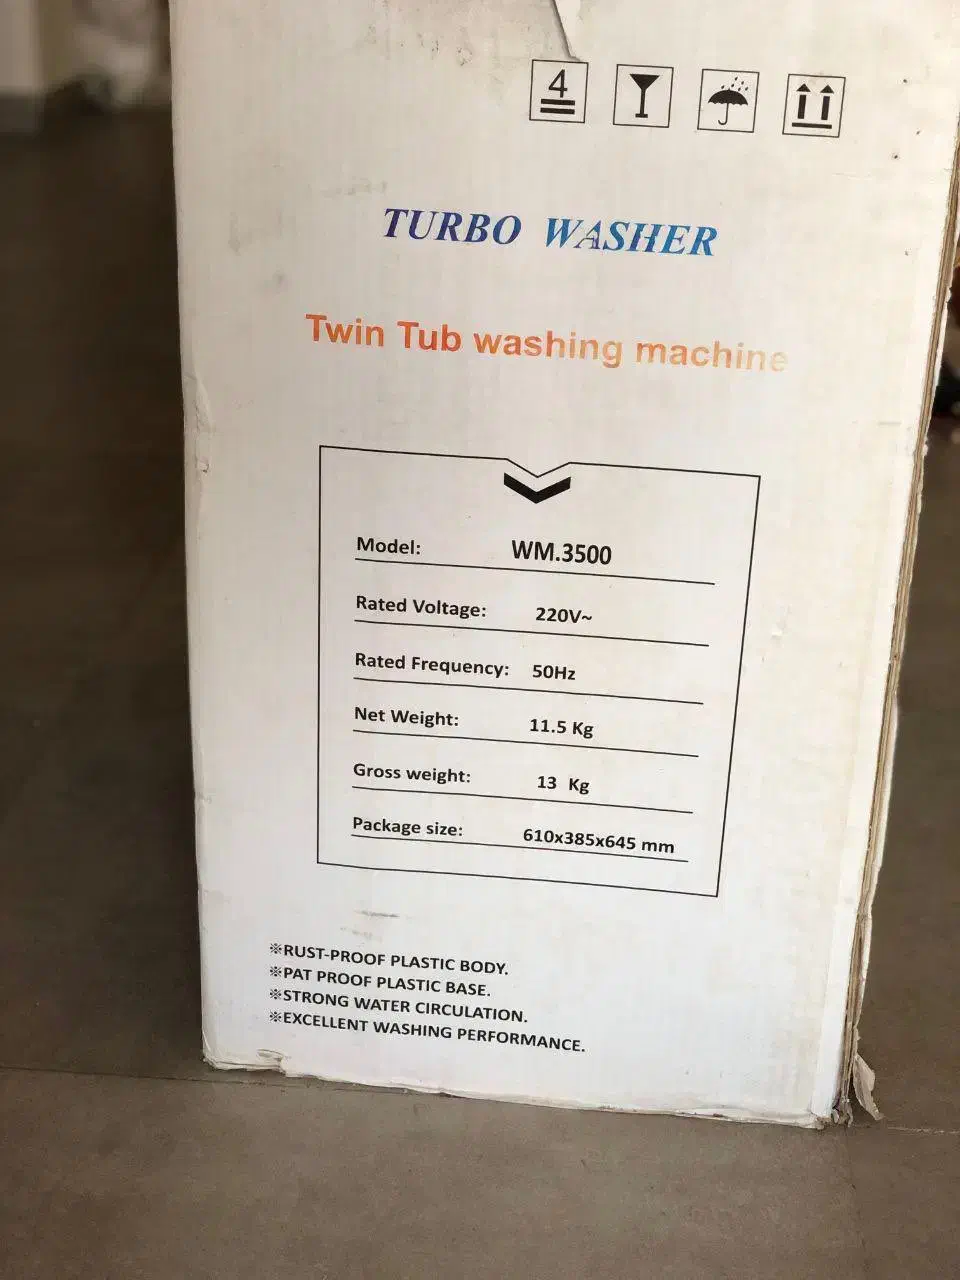 4
TURBO WASHER
Twin Tub washing machine
Model: WM.3500
Rated Voltage: 220V~
Rated Frequency: 50Hz
Net Weight: 11.5 Kg
Gross weight: 13 Kg
Package size: 610x385x645 mm
※RUST-PROOF PLASTIC BODY.
※PAT PROOF PLASTIC BASE.
※STRONG WATER CIRCULATION.
※EXCELLENT WASHING PERFORMANCE.